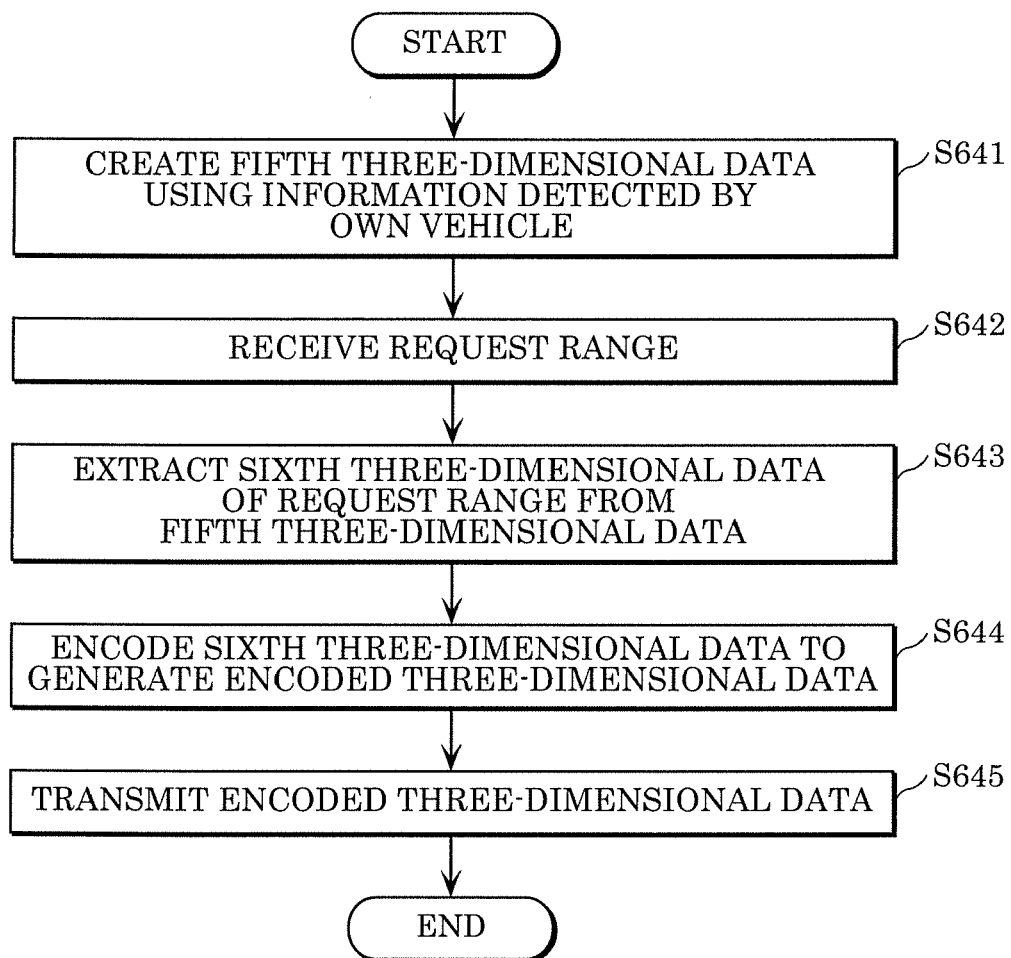 START
CREATE FIFTH THREE-DIMENSIONAL DATA
USING INFORMATION DETECTED BY
OWN VEHICLE
S641
RECEIVE REQUEST RANGE
S642
EXTRACT SIXTH THREE-DIMENSIONAL DATA
OF REQUEST RANGE FROM
FIFTH THREE-DIMENSIONAL DATA
S643
ENCODE SIXTH THREE-DIMENSIONAL DATA TO
GENERATE ENCODED THREE-DIMENSIONAL DATA
S644
TRANSMIT ENCODED THREE-DIMENSIONAL DATA
S645
END